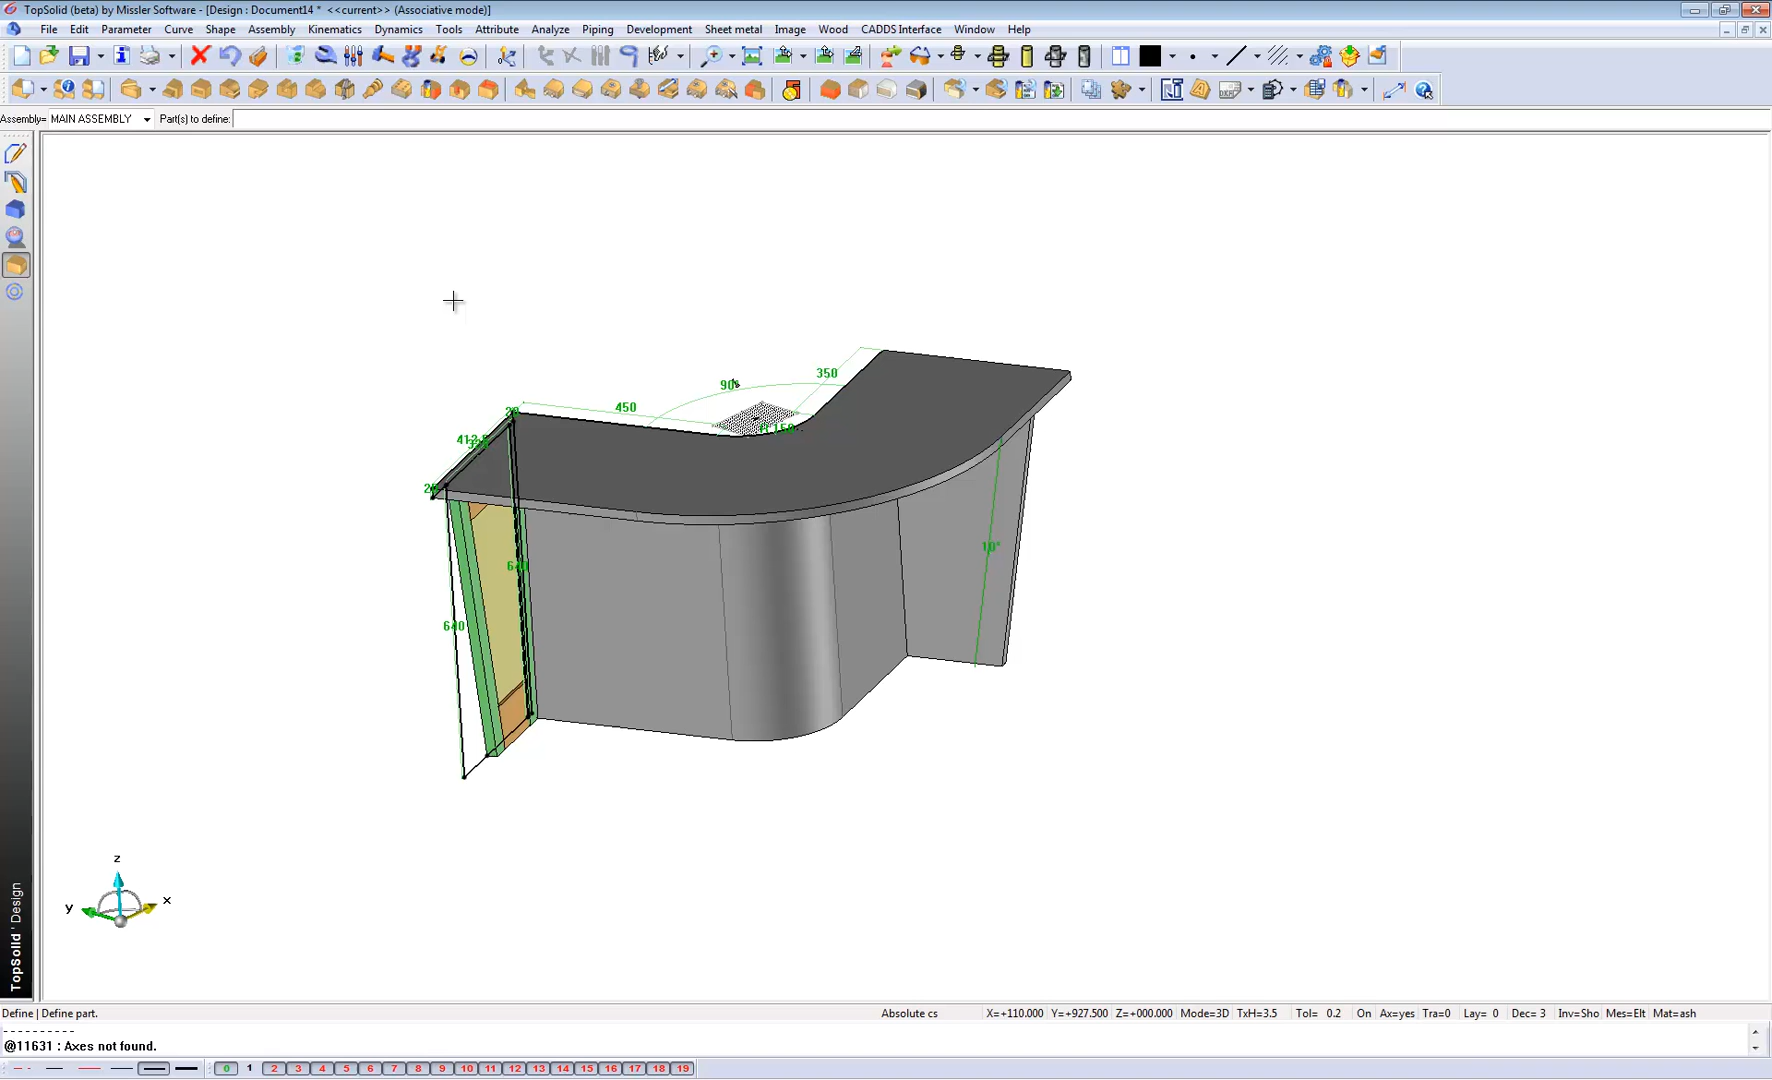 TopSolid (beta) by Missler Software - [Design : Document14 *  <<current>> (Associative mode)]
File Edit Parameter Curve Shape Assembly Kinematics Dynamics Tools Attribute Analyze Piping Development Sheet metal Image Wood CADDS Interface Window Help
Assembly= MAIN ASSEMBLY Part(s) to define:
350
90°
450
20
412.5
20
R 150
10°
640
640
z
x
y
TopSolid'Design
Define | Define part. Absolute cs X=+110.000 Y=+927.500 Z=+000.000 Mode=3D TxH=3.5 Tol= 0.2 On Ax=yes Tra=0 Lay= 0 Dec= 3 Inv=Sho Mes=Elt Mat=ash
----------
@11631 : Axes not found.
0 1 2 3 4 5 6 7 8 9 10 11 12 13 14 15 16 17 18 19